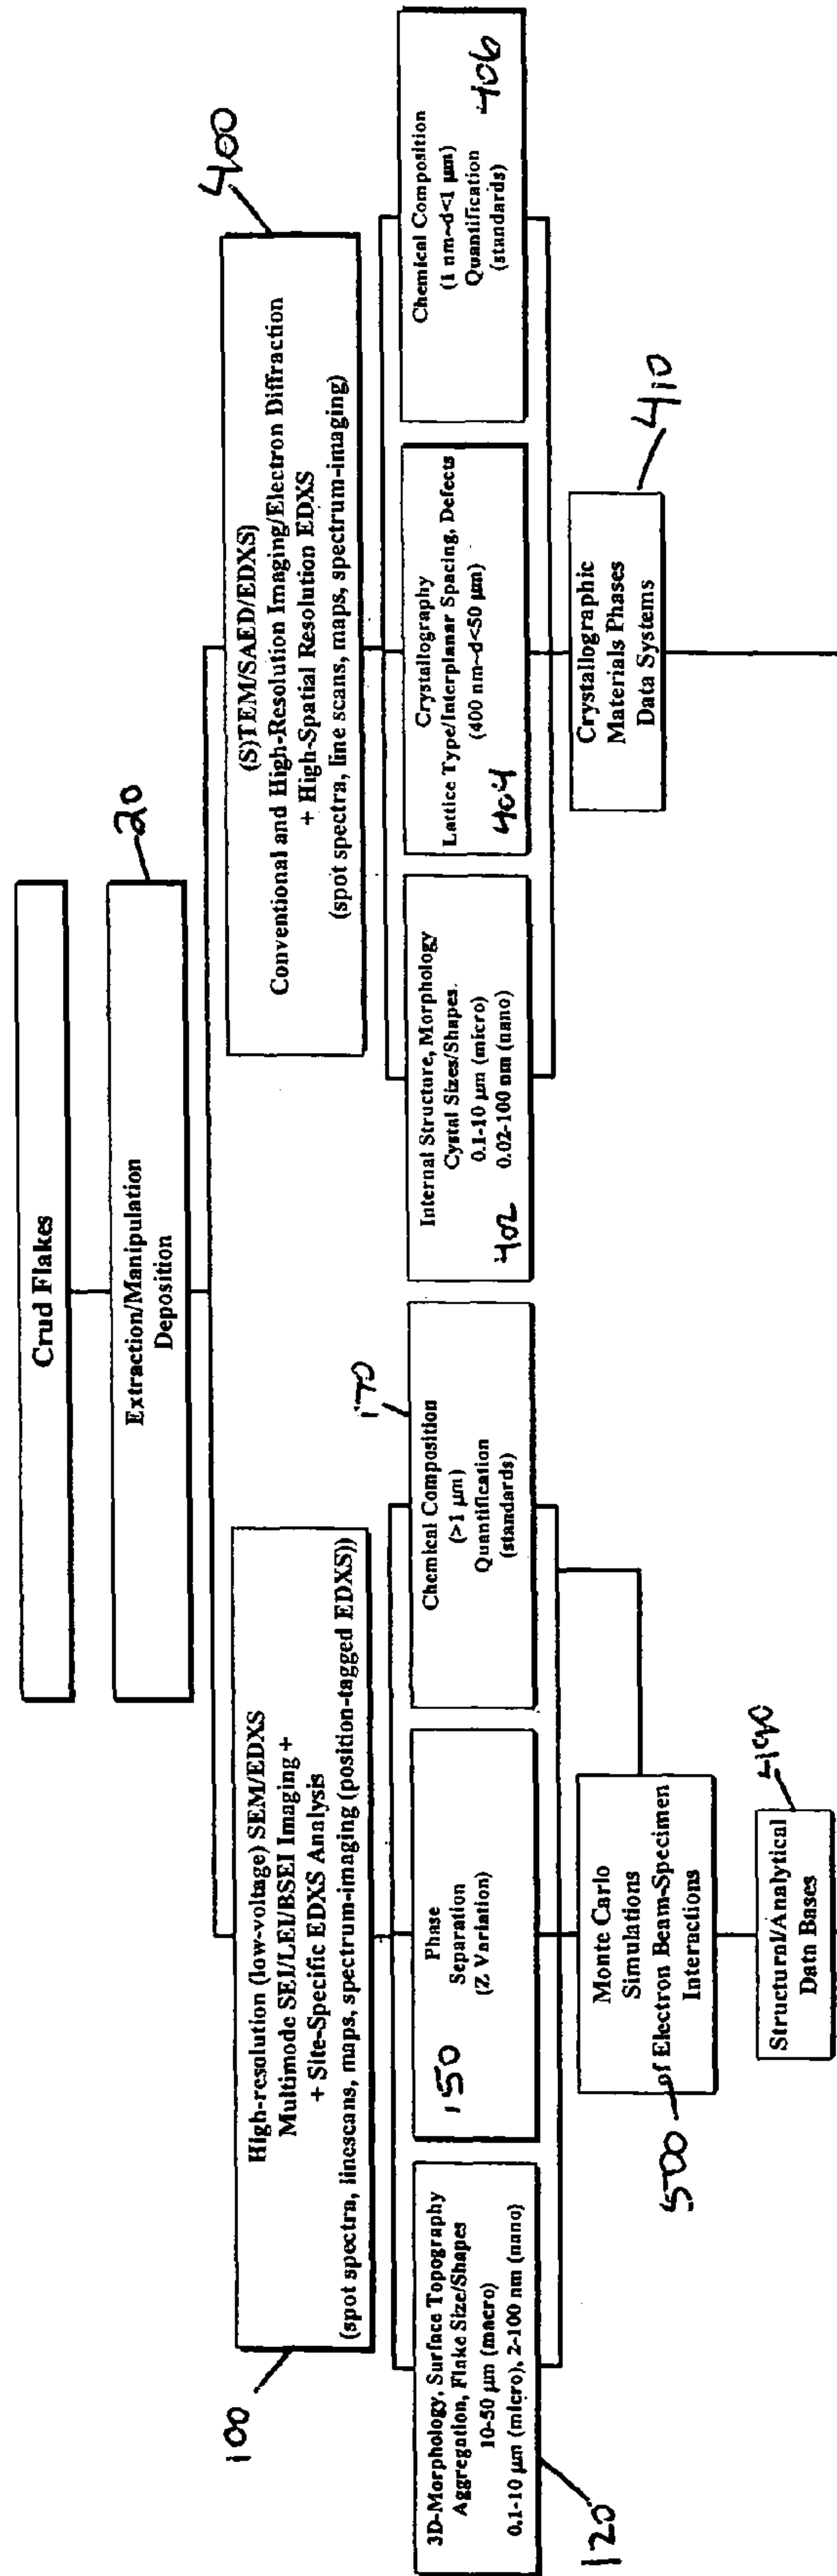 Crud Flakes
Extraction/Manipulation
Deposition
20
High-resolution (low-voltage) SEM/EDXS
Multimode SEI/LEI/BSEI Imaging +
+ Site-Specific EDXS Analysis
(spot spectra, linescans, maps, spectrum-imaging (position-tagged EDXS))
100
(S)TEM/SAED/EDXS)
Conventional and High-Resolution Imaging/Electron Diffraction
+ High-Spatial Resolution EDXS
(spot spectra, line scans, maps, spectrum-imaging)
400
3D-Morphology, Surface Topography
Aggregation, Flake Size/Shapes
10-50 µm (macro)
0.1-10 µm (micro), 2-100 nm (nano)
120
Phase
Separation
(Z Variation)
150
Chemical Composition
(>1 µm)
Quantification
(standards)
170
Internal Structure, Morphology
Cystal Sizes/Shapes.
0.1-10 µm (micro)
0.02-100 nm (nano)
402
Crystallography
Lattice Type/Interplanar Spacing, Defects
(400 nm~d<50 µm)
404
Chemical Composition
(1 nm~d<1 µm)
Quantification
(standards)
406
Monte Carlo
Simulations
of Electron Beam-Specimen
Interactions
500
Crystallographic
Materials Phases
Data Systems
410
Structural/Analytical
Data Bases
490